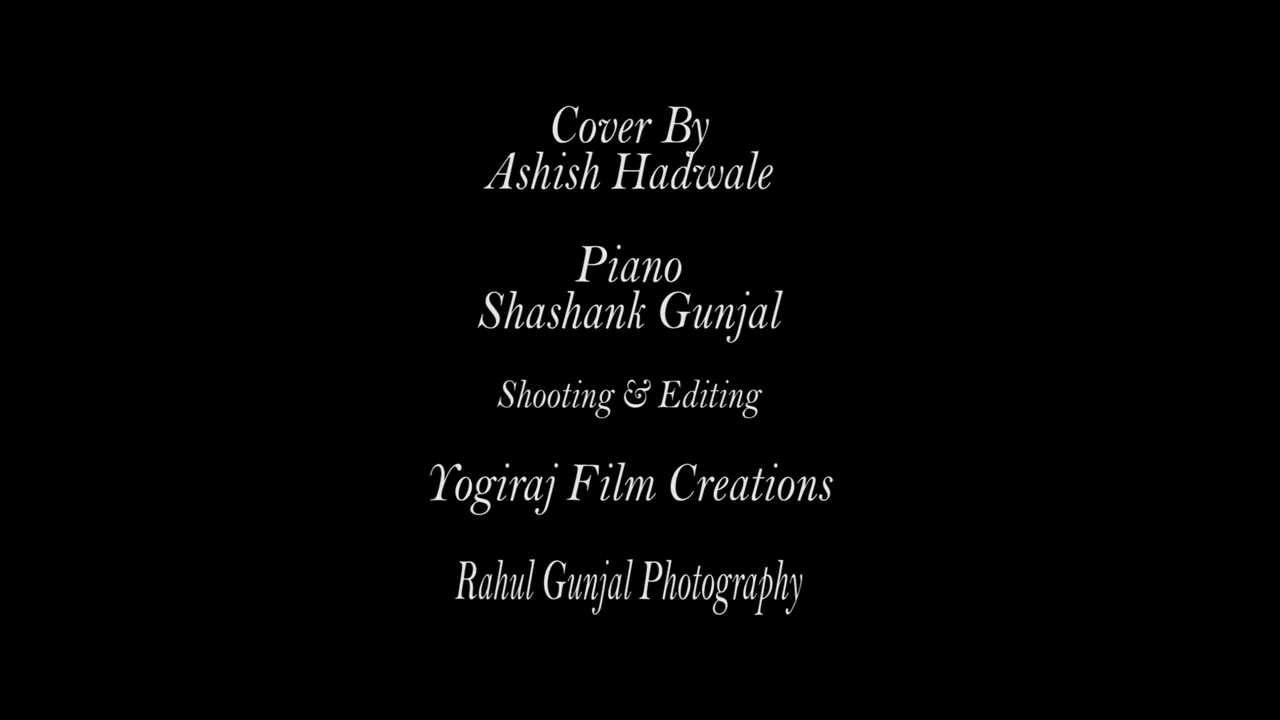 Cover By
Ashish Hadwale
Piano
Shashank Gunjal
Shooting & Editing
Yogiraj Film Creations
Rahul Gunjal Photography